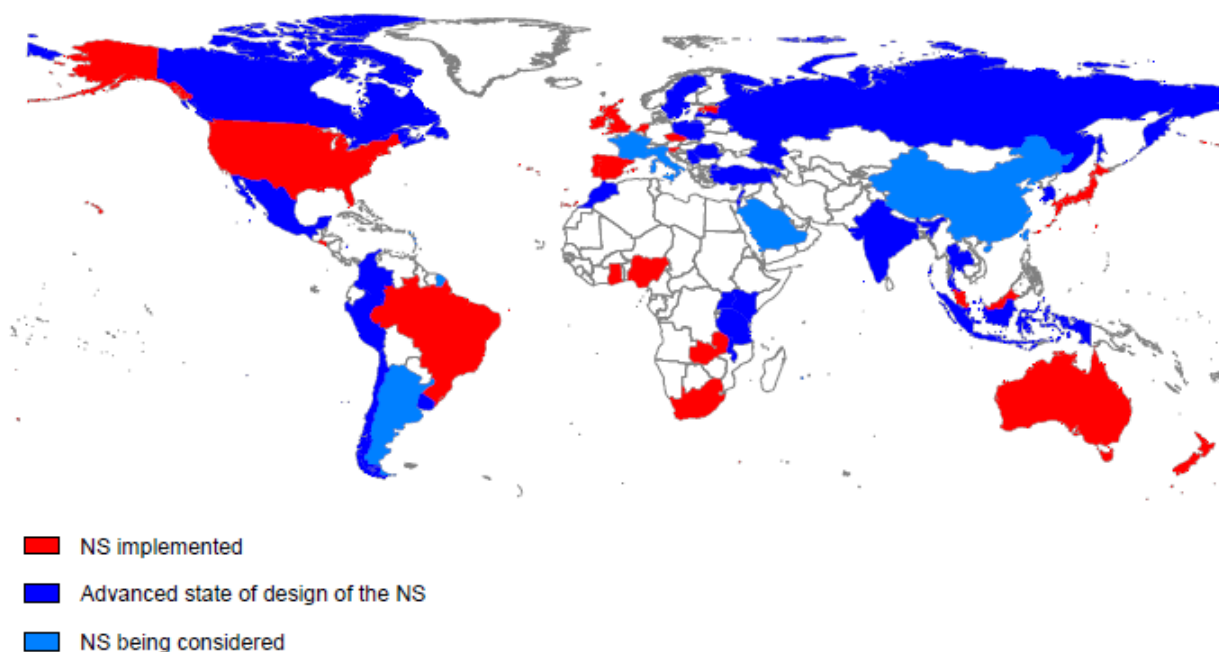 NS implemented
Advanced state of design of the NS
NS being considered